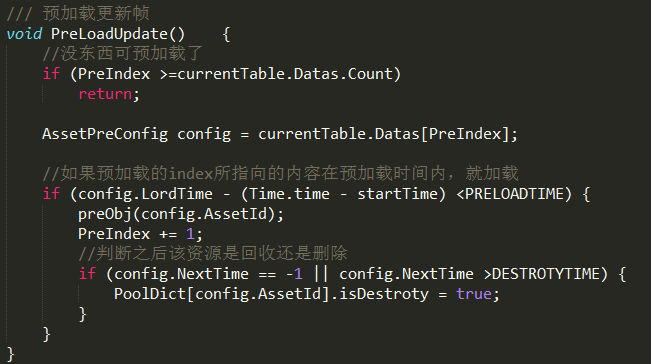 /// 预加载更新帧
void PreLoadUpdate()    {
    //没东西可预加载了
    if (PreIndex >=currentTable.Datas.Count)
        return;

    AssetPreConfig config = currentTable.Datas[PreIndex];

    //如果预加载的index所指向的内容在预加载时间内，就加载
    if (config.LordTime - (Time.time - startTime) <PRELOADTIME) {
        preObj(config.AssetId);
        PreIndex += 1;
        //判断之后该资源是回收还是删除
        if (config.NextTime == -1 || config.NextTime >DESTROTYTIME) {
            PoolDict[config.AssetId].isDestroty = true;
        }
    }
}